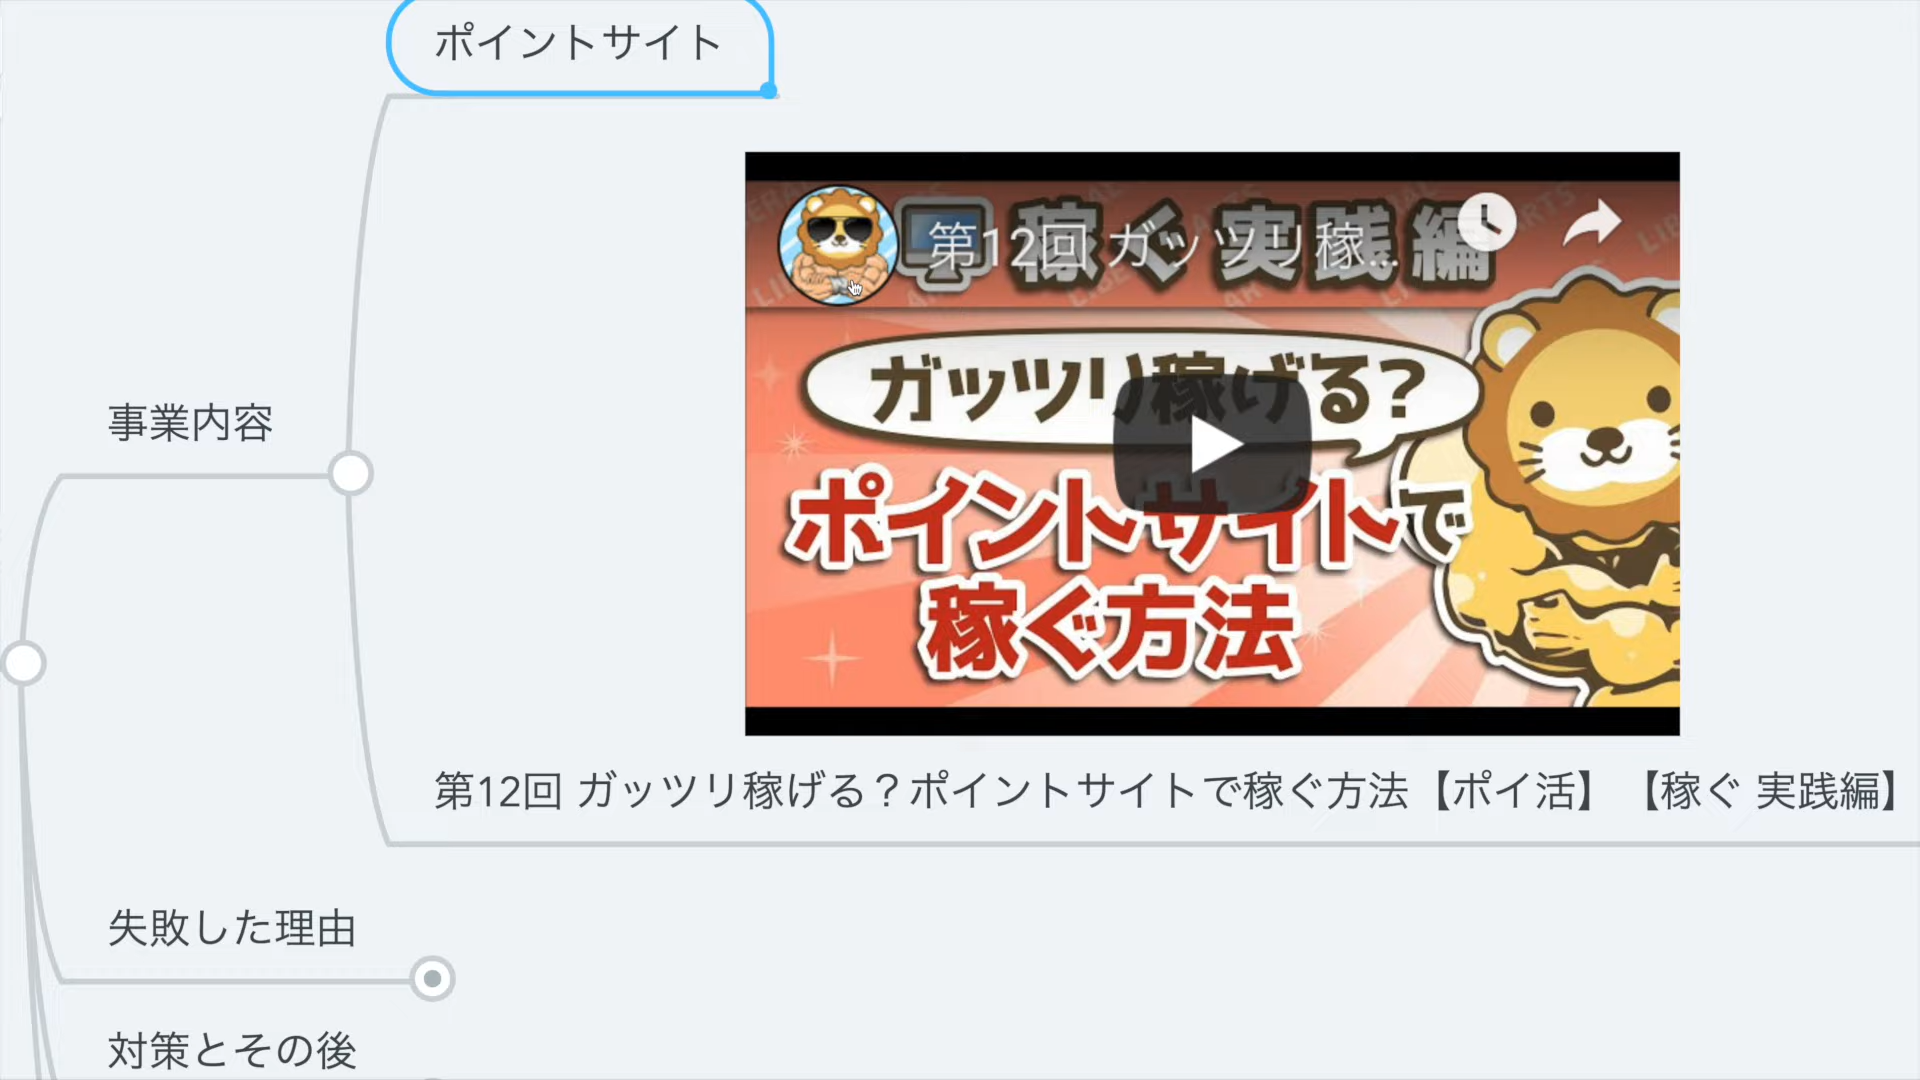 ポイントサイト
稼ぐ 実践編
第12回 ガッツリ稼...
ガッツリ稼げる?
ポイントサイトで
稼ぐ方法
事業内容
第12回 ガッツリ稼げる？ポイントサイトで稼ぐ方法【ポイ活】【稼ぐ 実践編】
失敗した理由
対策とその後